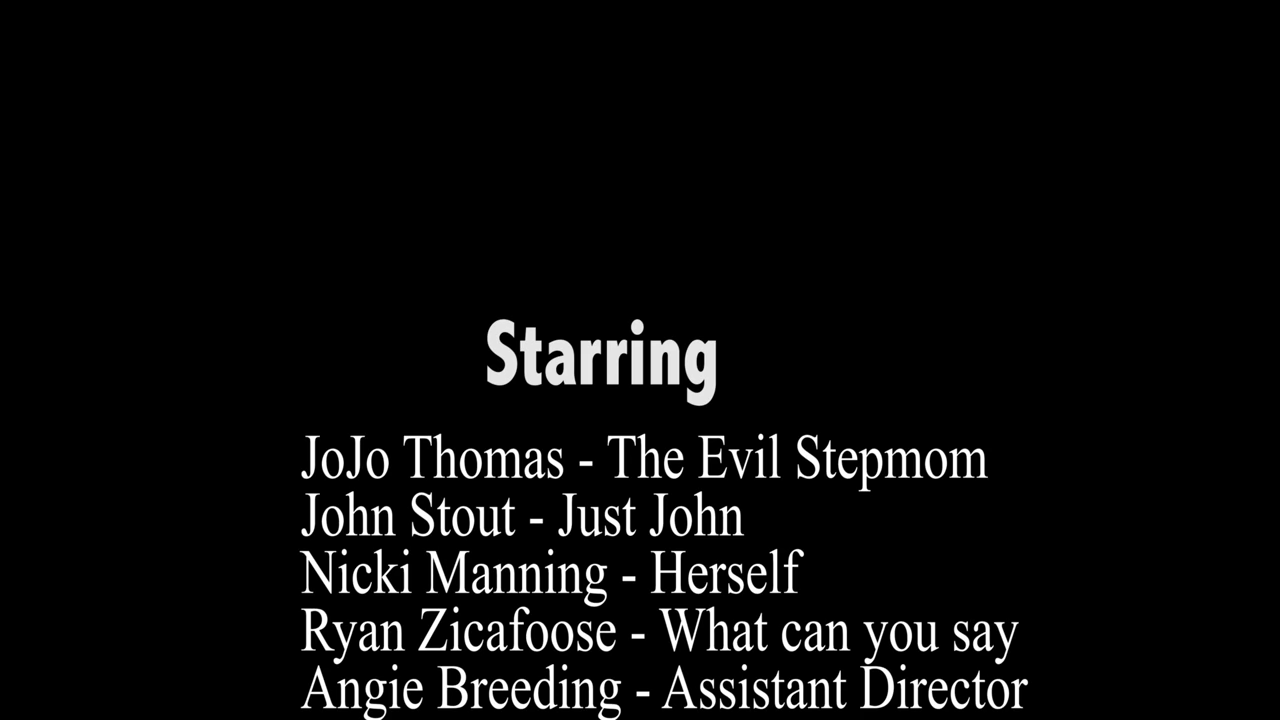 Starring
JoJo Thomas - The Evil Stepmom
John Stout - Just John
Nicki Manning - Herself
Ryan Zicafoose - What can you say
Angie Breeding - Assistant Director